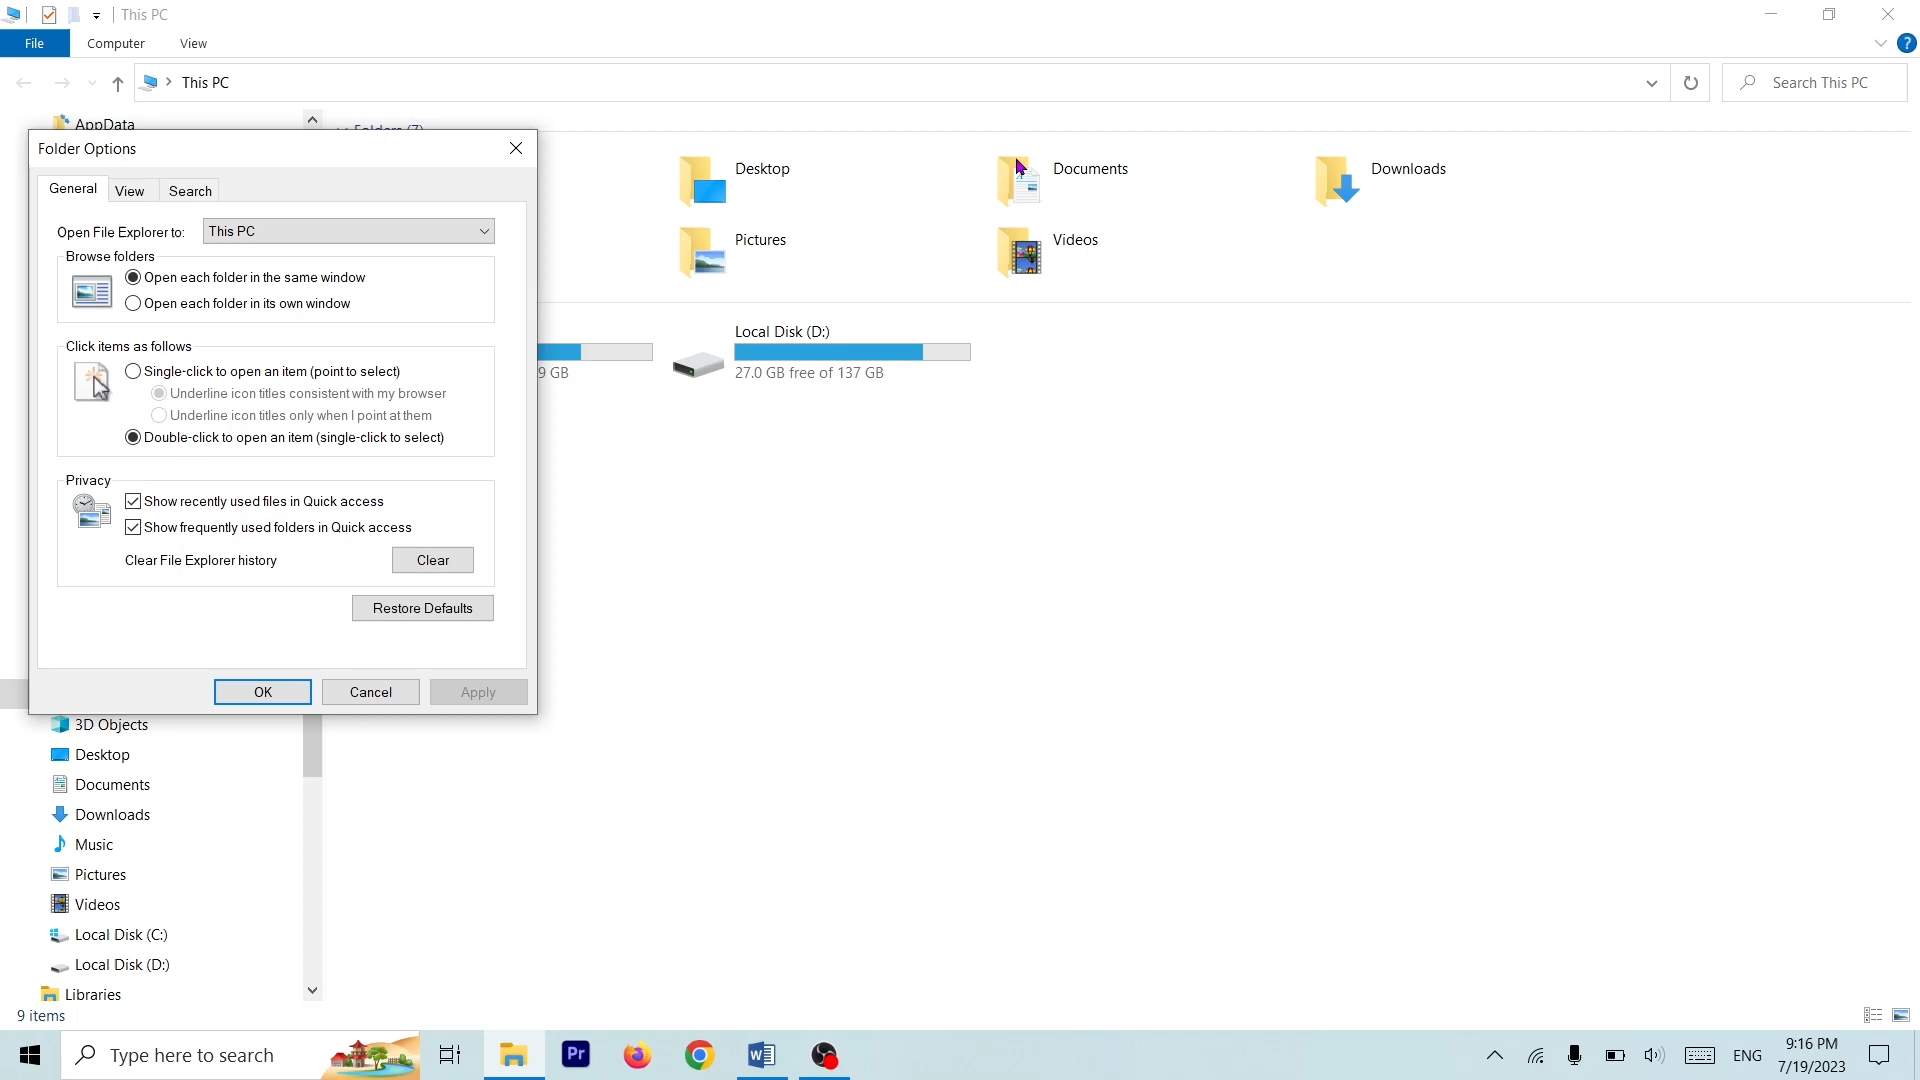 This PC
File
Computer
View
?
This PC
Search This PC
AppData
Folders (7)
Folder Options
General
View
Search
Open File Explorer to:
This PC
Browse folders
Open each folder in the same window
Open each folder in its own window
Click items as follows
Single-click to open an item (point to select)
Underline icon titles consistent with my browser
Underline icon titles only when I point at them
Double-click to open an item (single-click to select)
Privacy
Show recently used files in Quick access
Show frequently used folders in Quick access
Clear File Explorer history
Clear
Restore Defaults
OK
Cancel
Apply
Desktop
Documents
Downloads
Pictures
Videos
Local Disk (D:)
9 GB
27.0 GB free of 137 GB
3D Objects
Desktop
Documents
Downloads
Music
Pictures
Videos
Local Disk (C:)
Local Disk (D:)
Libraries
9 items
Type here to search
Pr
W
ENG
9:16 PM
7/19/2023